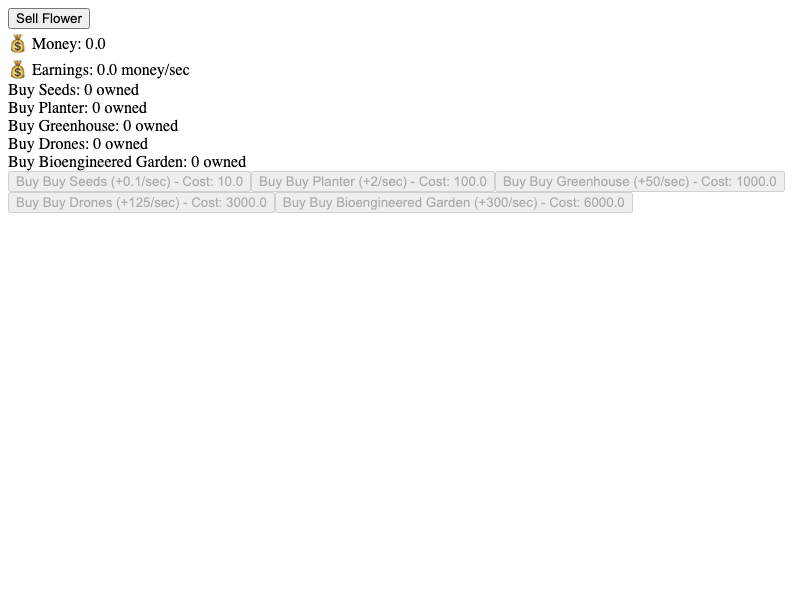 Sell Flower
💰 Money: 0.0
💰 Earnings: 0.0 money/sec
Buy Seeds: 0 owned
Buy Planter: 0 owned
Buy Greenhouse: 0 owned
Buy Drones: 0 owned
Buy Bioengineered Garden: 0 owned
Buy Buy Seeds (+0.1/sec) - Cost: 10.0 Buy Buy Planter (+2/sec) - Cost: 100.0 Buy Buy Greenhouse (+50/sec) - Cost: 1000.0
Buy Buy Drones (+125/sec) - Cost: 3000.0 Buy Buy Bioengineered Garden (+300/sec) - Cost: 6000.0